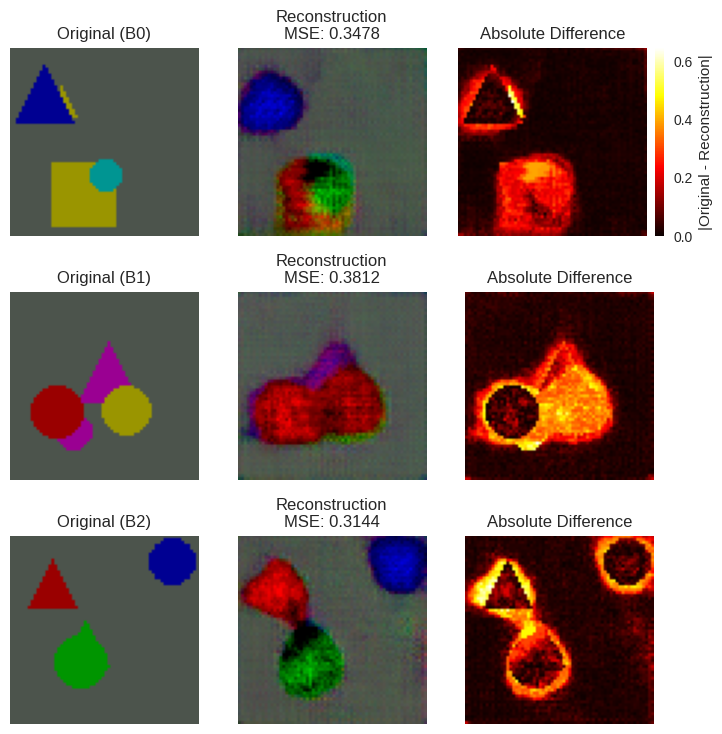 Original (B0)
Reconstruction
MSE: 0.3478
Absolute Difference
0.6
0.4
0.2
0.0
|Original - Reconstruction|
Original (B1)
Reconstruction
MSE: 0.3812
Absolute Difference
Original (B2)
Reconstruction
MSE: 0.3144
Absolute Difference